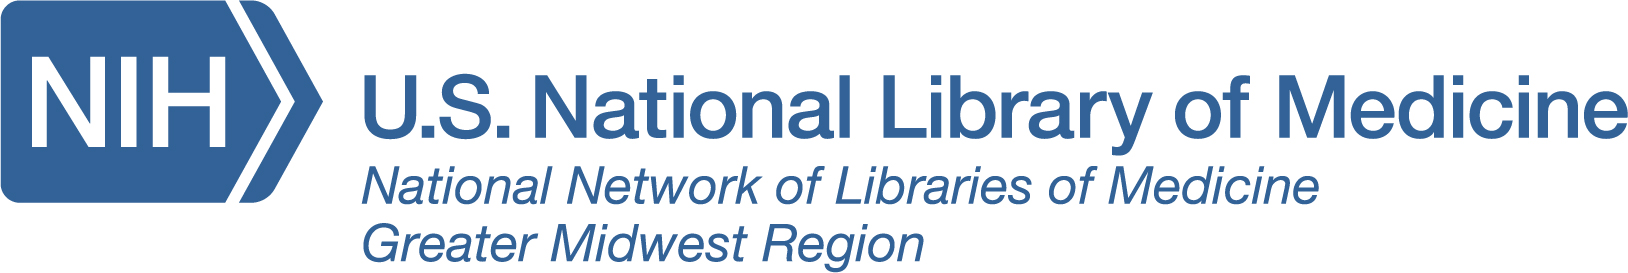 NIH
U.S. National Library of Medicine
National Network of Libraries of Medicine
Greater Midwest Region